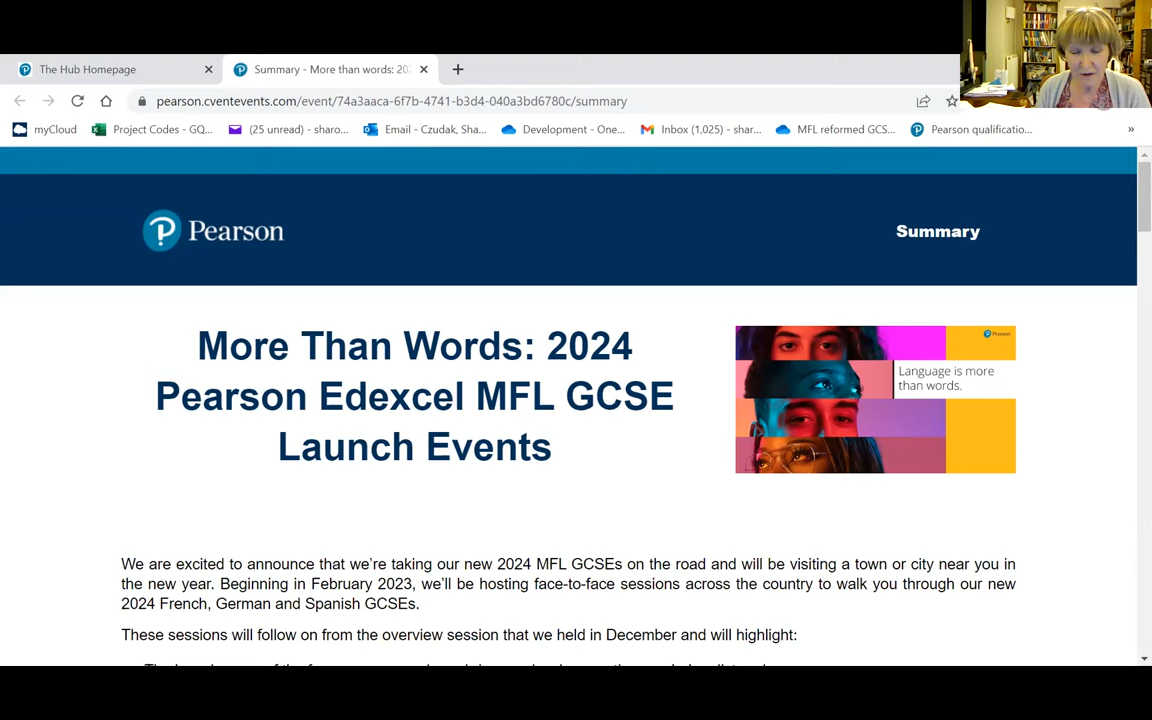 The Hub Homepage
Summary - More than words: 20
pearson.cventevents.com/event/74a3aaca-6f7b-4741-b3d4-040a3bd6780c/summary
myCloud
Project Codes - GQ...
(25 unread) - sharo...
Email - Czudak, Sha...
Development - One...
Inbox (1,025) - shar...
MFL reformed GCS...
Pearson qualificatio...
»
Pearson
Summary
More Than Words: 2024
Pearson Edexcel MFL GCSE
Launch Events
Pearson
Language is more
than words.
We are excited to announce that we're taking our new 2024 MFL GCSEs on the road and will be visiting a town or city near you in
the new year. Beginning in February 2023, we'll be hosting face-to-face sessions across the country to walk you through our new
2024 French, German and Spanish GCSEs.
These sessions will follow on from the overview session that we held in December and will highlight: